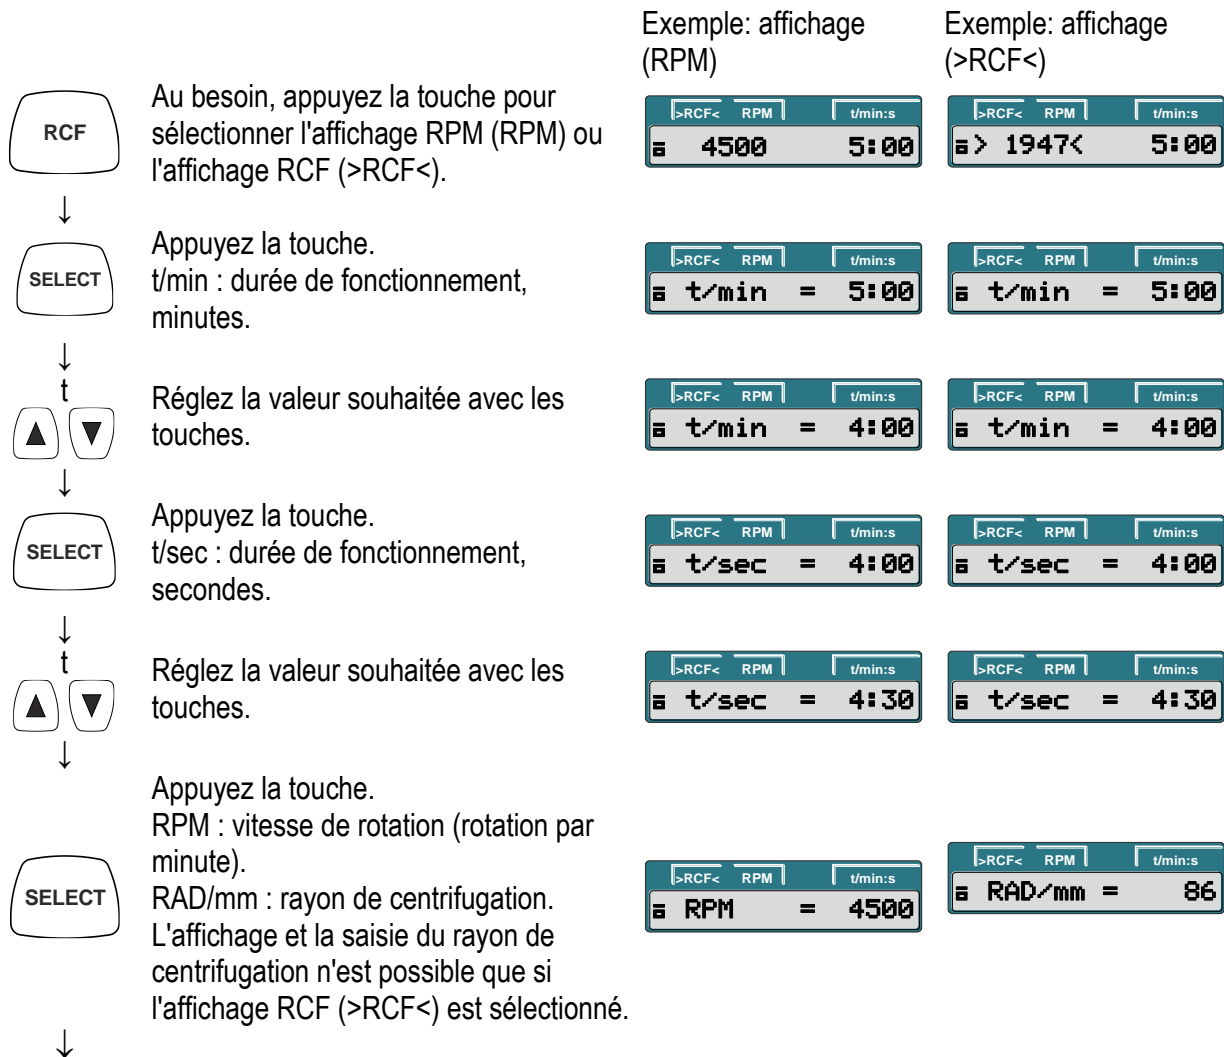 Exemple: affichage
(RPM)
Exemple: affichage
(>RCF<)
RCF
Au besoin, appuyez la touche pour
sélectionner l'affichage RPM (RPM) ou
l'affichage RCF (>RCF<).
>RCF< RPM t/min:s
4500 5:00
>RCF< RPM t/min:s
> 1947< 5:00
↓
SELECT
Appuyez la touche.
t/min : durée de fonctionnement,
minutes.
>RCF< RPM t/min:s
t/min = 5:00
>RCF< RPM t/min:s
t/min = 5:00
↓
t
▲ ▼
Réglez la valeur souhaitée avec les
touches.
>RCF< RPM t/min:s
t/min = 4:00
>RCF< RPM t/min:s
t/min = 4:00
↓
SELECT
Appuyez la touche.
t/sec : durée de fonctionnement,
secondes.
>RCF< RPM t/min:s
t/sec = 4:00
>RCF< RPM t/min:s
t/sec = 4:00
↓
t
▲ ▼
Réglez la valeur souhaitée avec les
touches.
>RCF< RPM t/min:s
t/sec = 4:30
>RCF< RPM t/min:s
t/sec = 4:30
↓
SELECT
Appuyez la touche.
RPM : vitesse de rotation (rotation par
minute).
RAD/mm : rayon de centrifugation.
L'affichage et la saisie du rayon de
centrifugation n'est possible que si
l'affichage RCF (>RCF<) est sélectionné.
>RCF< RPM t/min:s
RPM = 4500
>RCF< RPM t/min:s
RAD/mm = 86
↓